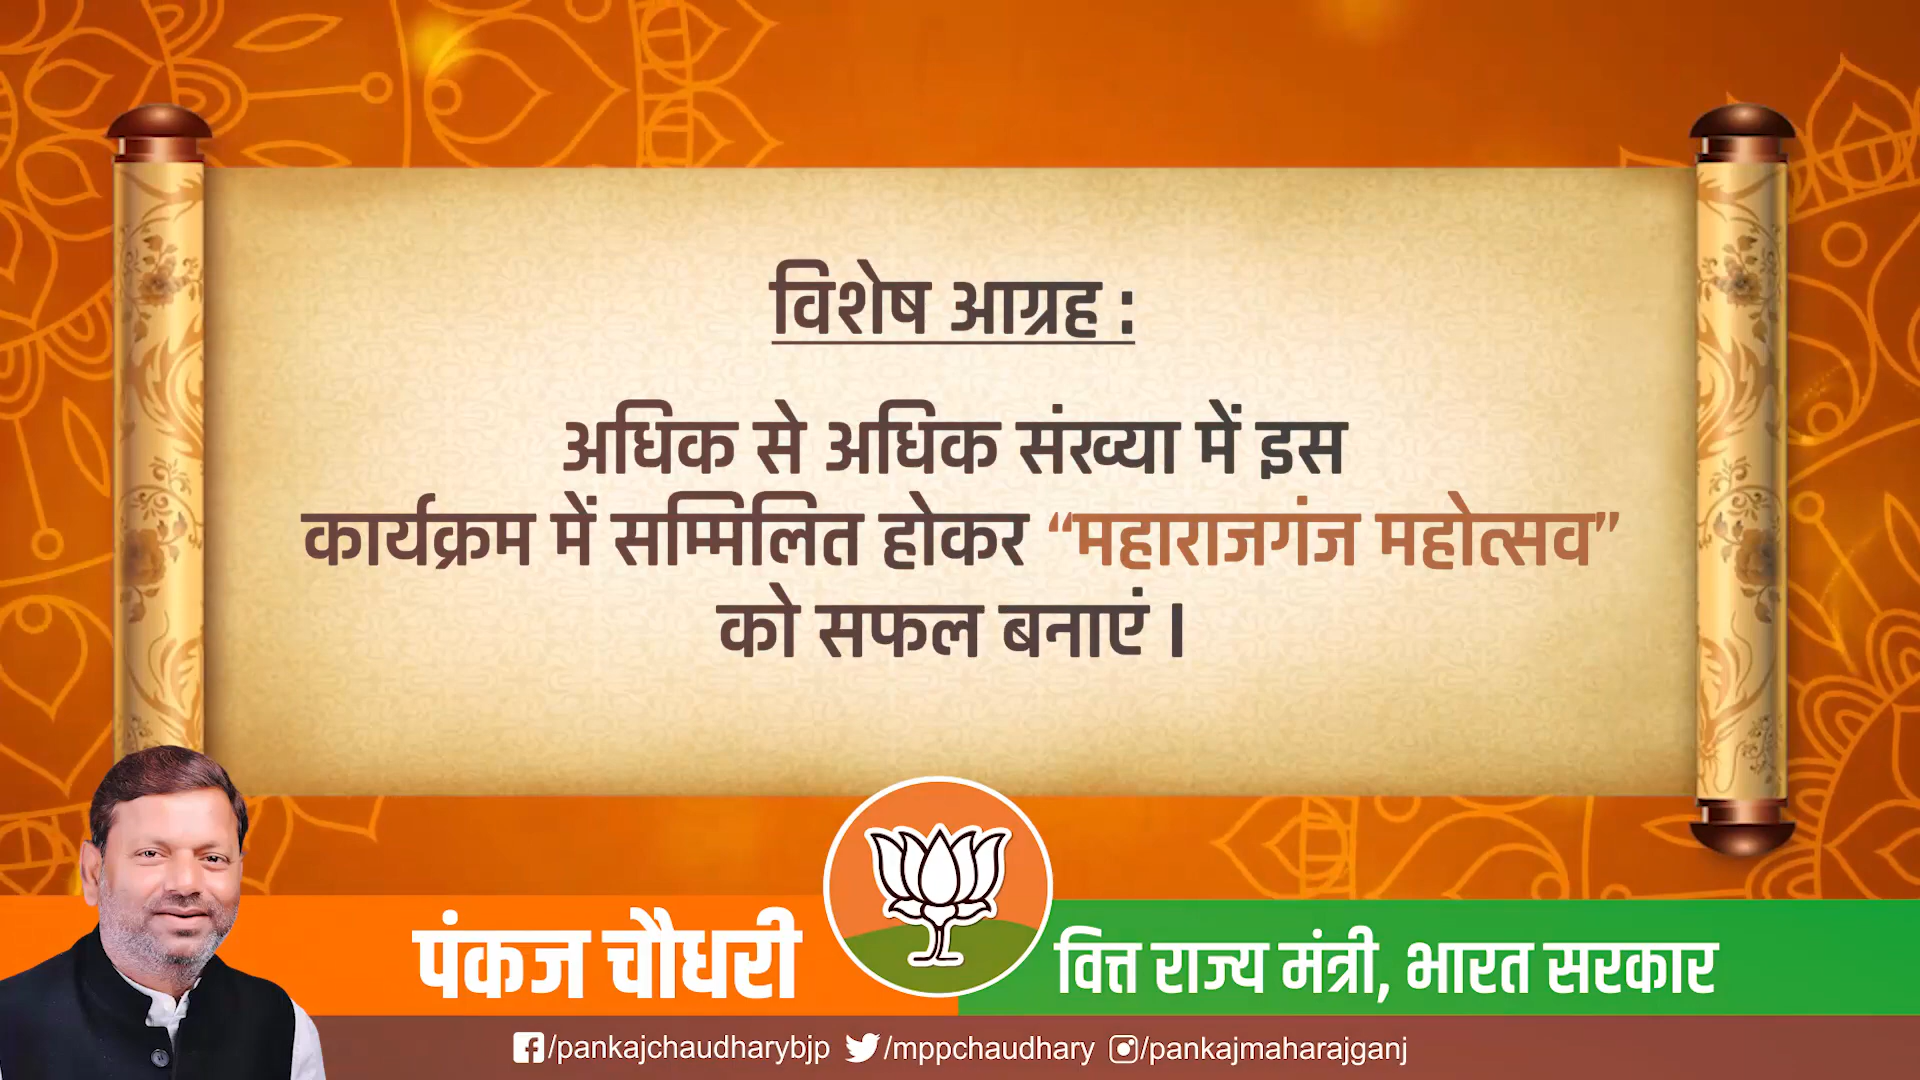 विशेष आग्रह :
अधिक से अधिक संख्या में इस
कार्यक्रम में सम्मिलित होकर “महाराजगंज महोत्सव”
को सफल बनाएं ।
पंकज चौधरी
वित्त राज्य मंत्री, भारत सरकार
/pankajchaudharybjp /mppchaudhary /pankajmaharajganj